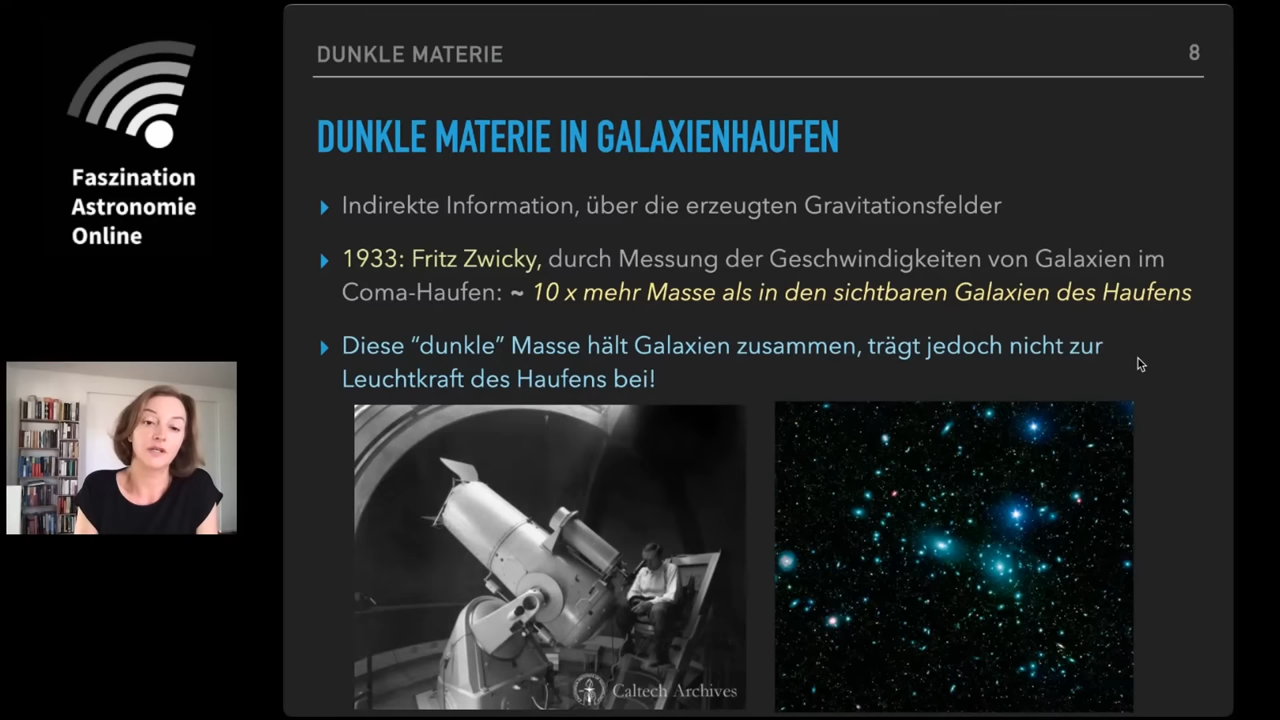 Faszination
Astronomie
Online
DUNKLE MATERIE
8
DUNKLE MATERIE IN GALAXIENHAUFEN
Indirekte Information, über die erzeugten Gravitationsfelder
1933: Fritz Zwicky, durch Messung der Geschwindigkeiten von Galaxien im
Coma-Haufen: ~ 10 x mehr Masse als in den sichtbaren Galaxien des Haufens
Diese “dunkle” Masse hält Galaxien zusammen, trägt jedoch nicht zur
Leuchtkraft des Haufens bei!
Caltech Archives